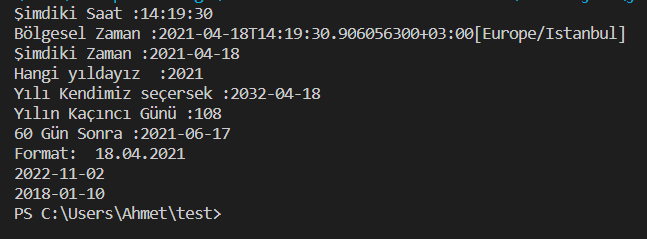 Şimdiki Saat :14:19:30
Bölgesel Zaman :2021-04-18T14:19:30.906056300+03:00[Europe/Istanbul]
Şimdiki Zaman :2021-04-18
Hangi yıldayız  :2021
Yılı Kendimiz seçersek :2032-04-18
Yılın Kaçıncı Günü :108
60 Gün Sonra :2021-06-17
Format:  18.04.2021
2022-11-02
2018-01-10
PS C:\Users\Ahmet\test>